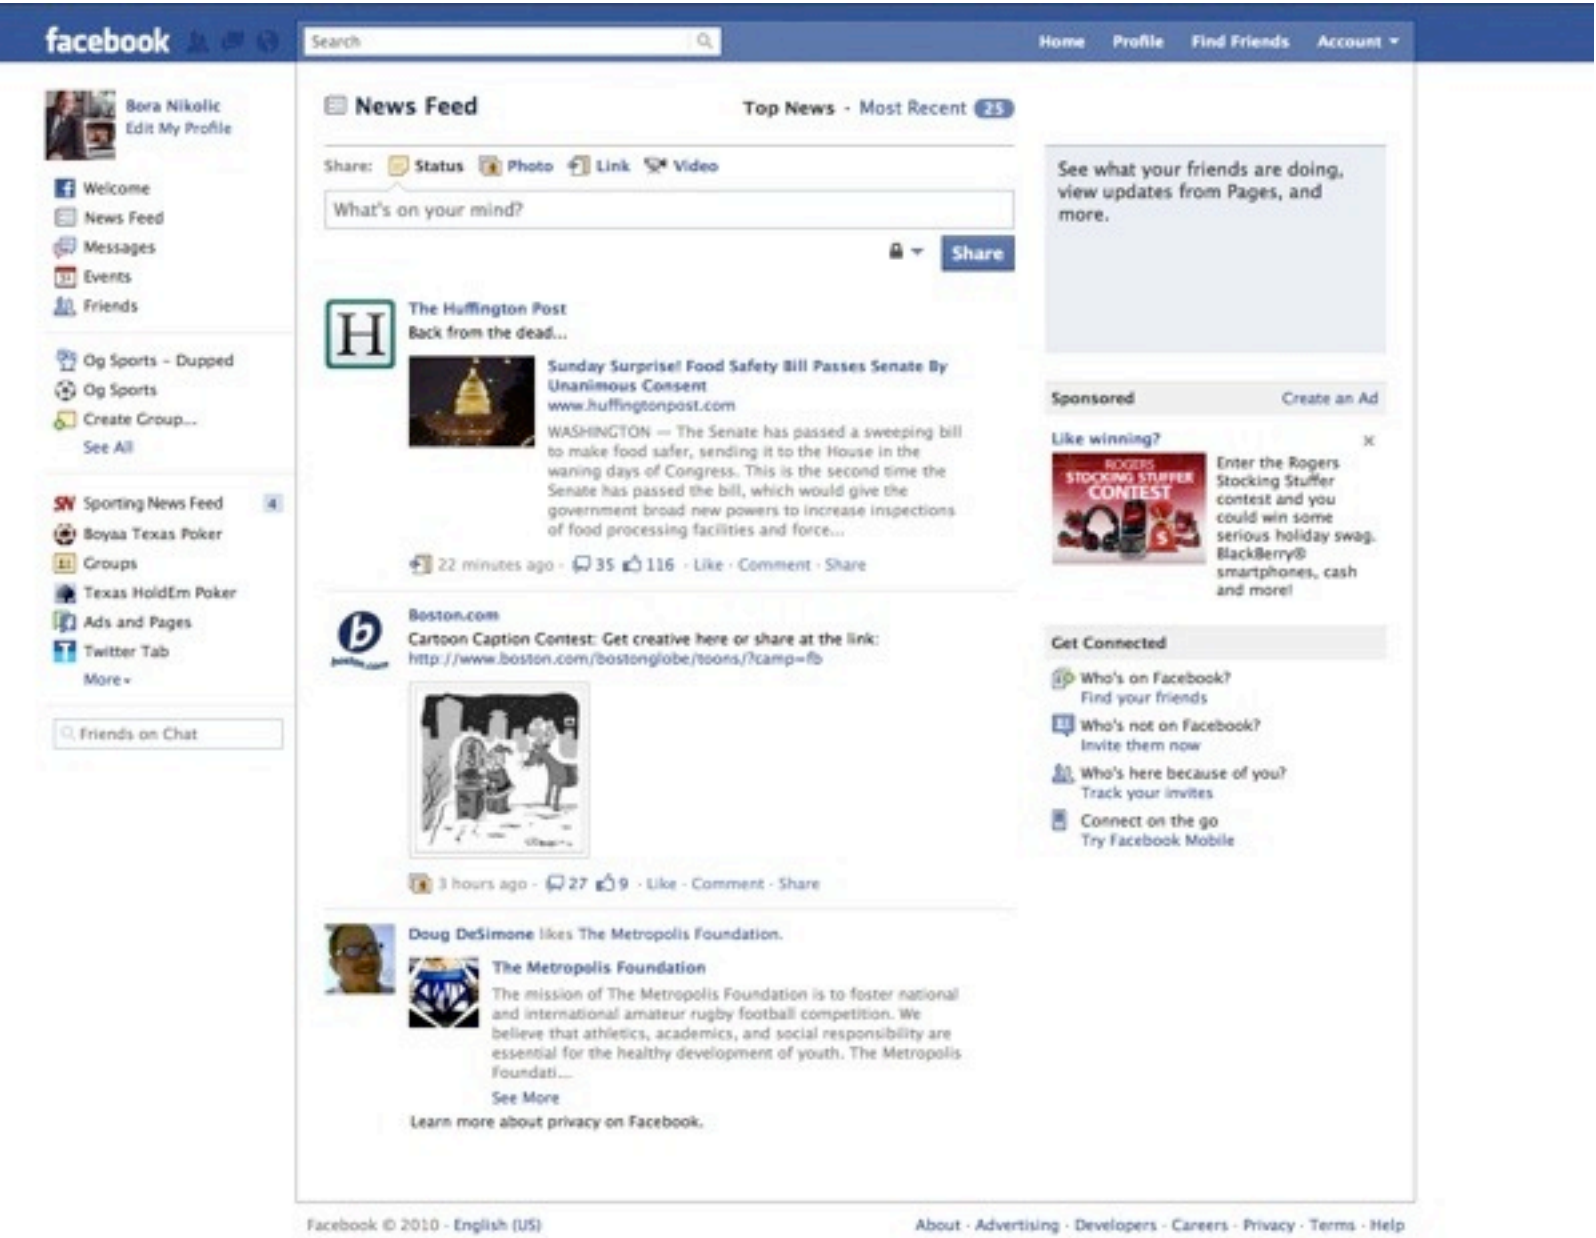 facebook
Search
Home Profile Find Friends Account
Bora Nikolic
Edit My Profile
Welcome
News Feed
Messages
Events
Friends
Og Sports - Dupped
Og Sports
Create Group...
See All
Sporting News Feed 4
Boyaa Texas Poker
Groups
Texas HoldEm Poker
Ads and Pages
Twitter Tab
More
Friends on Chat
News Feed
Top News · Most Recent 25
Share: Status Photo Link Video
What's on your mind?
Share
H
The Huffington Post
Back from the dead...
Sunday Surprise! Food Safety Bill Passes Senate By
Unanimous Consent
www.huffingtonpost.com
WASHINGTON — The Senate has passed a sweeping bill
to make food safer, sending it to the House in the
waning days of Congress. This is the second time the
Senate has passed the bill, which would give the
government broad new powers to increase inspections
of food processing facilities and force...
22 minutes ago · 35 116 · Like · Comment · Share
b
boston.com
Boston.com
Cartoon Caption Contest: Get creative here or share at the link:
http://www.boston.com/bostonglobe/toons/?camp=fb
3 hours ago · 27 9 · Like · Comment · Share
Doug DeSimone likes The Metropolis Foundation.
The Metropolis Foundation
The mission of The Metropolis Foundation is to foster national
and international amateur rugby football competition. We
believe that athletics, academics, and social responsibility are
essential for the healthy development of youth. The Metropolis
Foundati...
See More
Learn more about privacy on Facebook.
See what your friends are doing,
view updates from Pages, and
more.
Sponsored Create an Ad
Like winning?
ROGERS
STOCKING STUFFER
CONTEST
Enter the Rogers
Stocking Stuffer
contest and you
could win some
serious holiday swag.
BlackBerry®
smartphones, cash
and more!
Get Connected
Who's on Facebook?
Find your friends
Who's not on Facebook?
Invite them now
Who's here because of you?
Track your invites
Connect on the go
Try Facebook Mobile
Facebook © 2010 · English (US)
About · Advertising · Developers · Careers · Privacy · Terms · Help